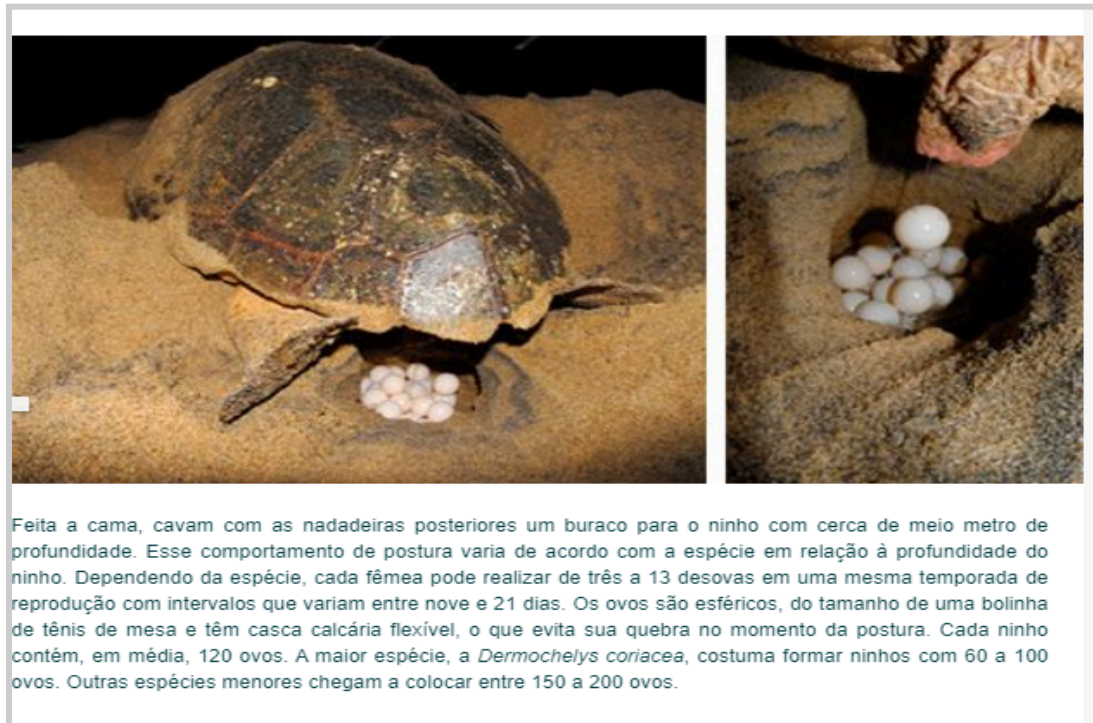 Feita a cama, cavam com as nadadeiras posteriores um buraco para o ninho com cerca de meio metro de
profundidade. Esse comportamento de postura varia de acordo com a espécie em relação à profundidade do
ninho. Dependendo da espécie, cada fêmea pode realizar de três a 13 desovas em uma mesma temporada de
reprodução com intervalos que variam entre nove e 21 dias. Os ovos são esféricos, do tamanho de uma bolinha
de tênis de mesa e têm casca calcária flexível, o que evita sua quebra no momento da postura. Cada ninho
contém, em média, 120 ovos. A maior espécie, a Dermochelys coriacea, costuma formar ninhos com 60 a 100
ovos. Outras espécies menores chegam a colocar entre 150 a 200 ovos.